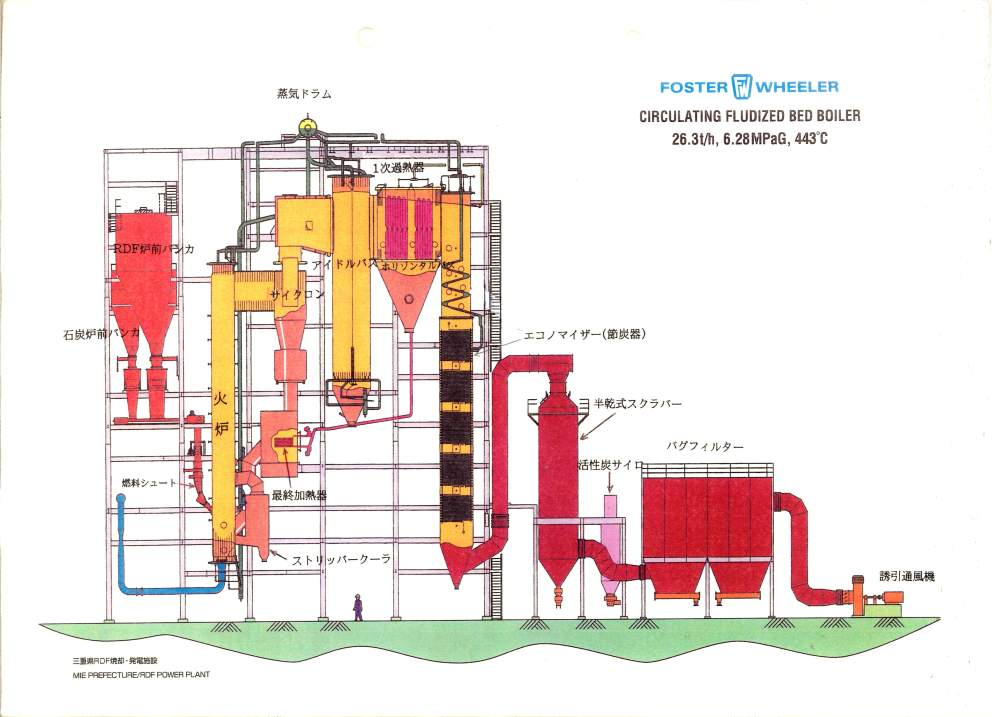 FOSTER WHEELER
CIRCULATING FLUDIZED BED BOILER
26.3t/h, 6.28MPaG, 443°C
蒸気ドラム
1次過熱器
RDF炉前バンカ
アイドルパス
ホリゾンタルパス
サイクロン
石炭炉前バンカ
エコノマイザー(節炭器)
火炉
半乾式スクラバー
バグフィルター
活性炭サイロ
燃料シュート
最終加熱器
ストリッパークーラ
誘引通風機
三重県RDF焼却・発電施設
MIE PREFECTURE/RDF POWER PLANT